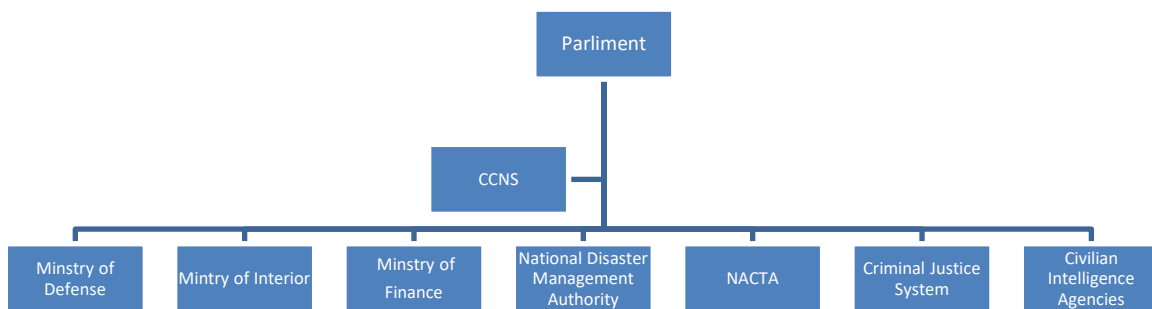 Parliment
CCNS
Minstry of
Defense
Mintry of Interior
Minstry of
Finance
National Disaster
Management
Authority
NACTA
Criminal Justice
System
Civilian
Intelligence
Agencies